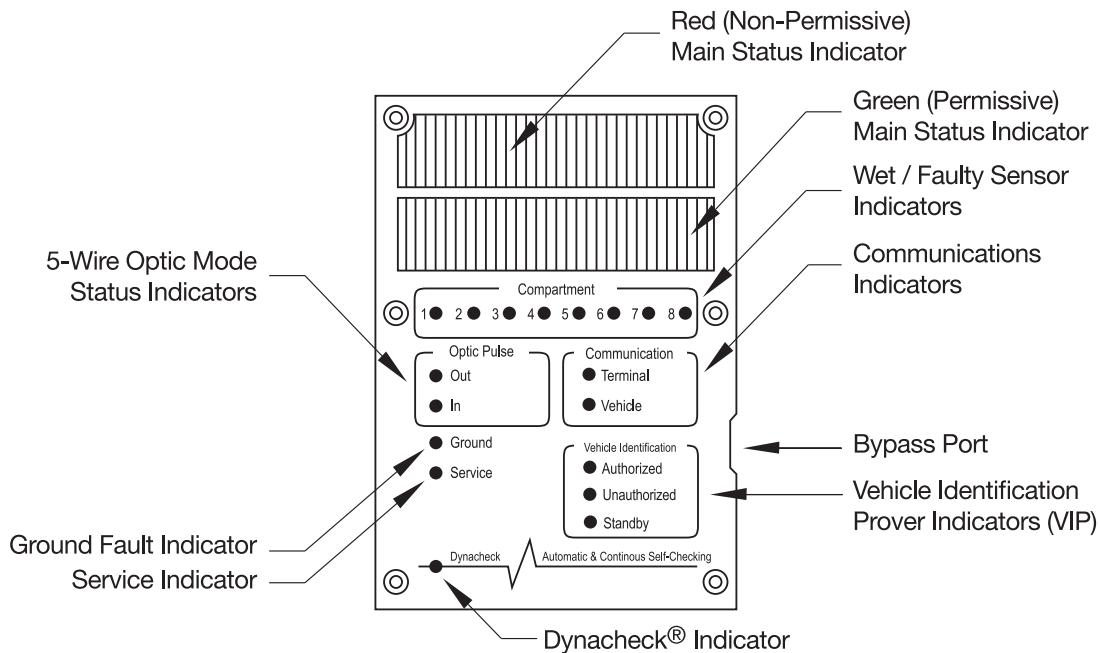 Red (Non-Permissive)
Main Status Indicator
Green (Permissive)
Main Status Indicator
Wet / Faulty Sensor
Indicators
Communications
Indicators
5-Wire Optic Mode
Status Indicators
Compartment
1 2 3 4 5 6 7 8
Optic Pulse
Out
In
Communication
Terminal
Vehicle
Ground
Service
Vehicle Identification
Authorized
Unauthorized
Standby
Bypass Port
Vehicle Identification
Prover Indicators (VIP)
Ground Fault Indicator
Service Indicator
Dynacheck
Automatic & Continous Self-Checking
Dynacheck® Indicator